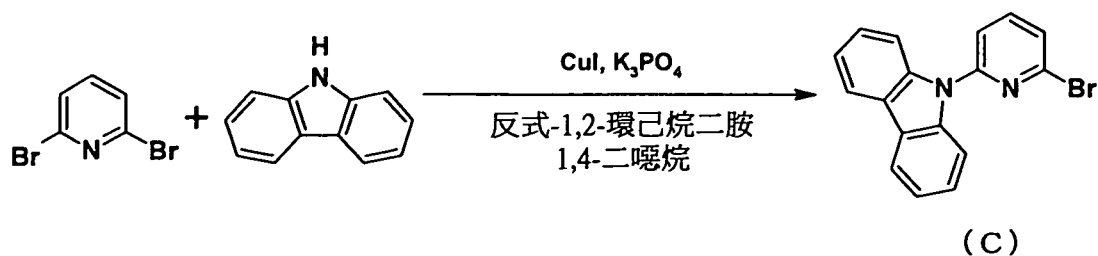 Br N Br
+
H
N
CuI, K₃PO₄
反式-1,2-環己烷二胺
1,4-二噁烷
N N Br
(C)